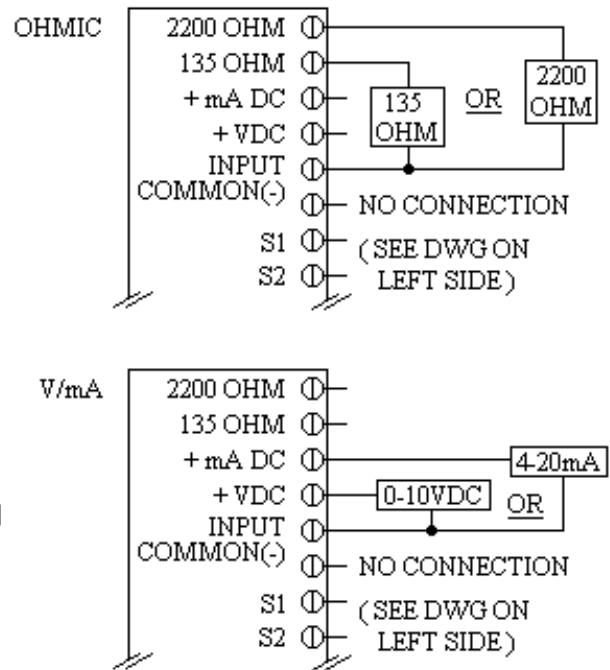 OHMIC
2200 OHM
135 OHM
+ mA DC
+ VDC
INPUT
COMMON(-)
135
OHM
OR
2200
OHM
NO CONNECTION
S1
S2
(SEE DWG ON
LEFT SIDE)
V/mA
2200 OHM
135 OHM
+ mA DC
+ VDC
INPUT
COMMON(-)
4-20mA
0-10VDC
OR
NO CONNECTION
S1
S2
(SEE DWG ON
LEFT SIDE)